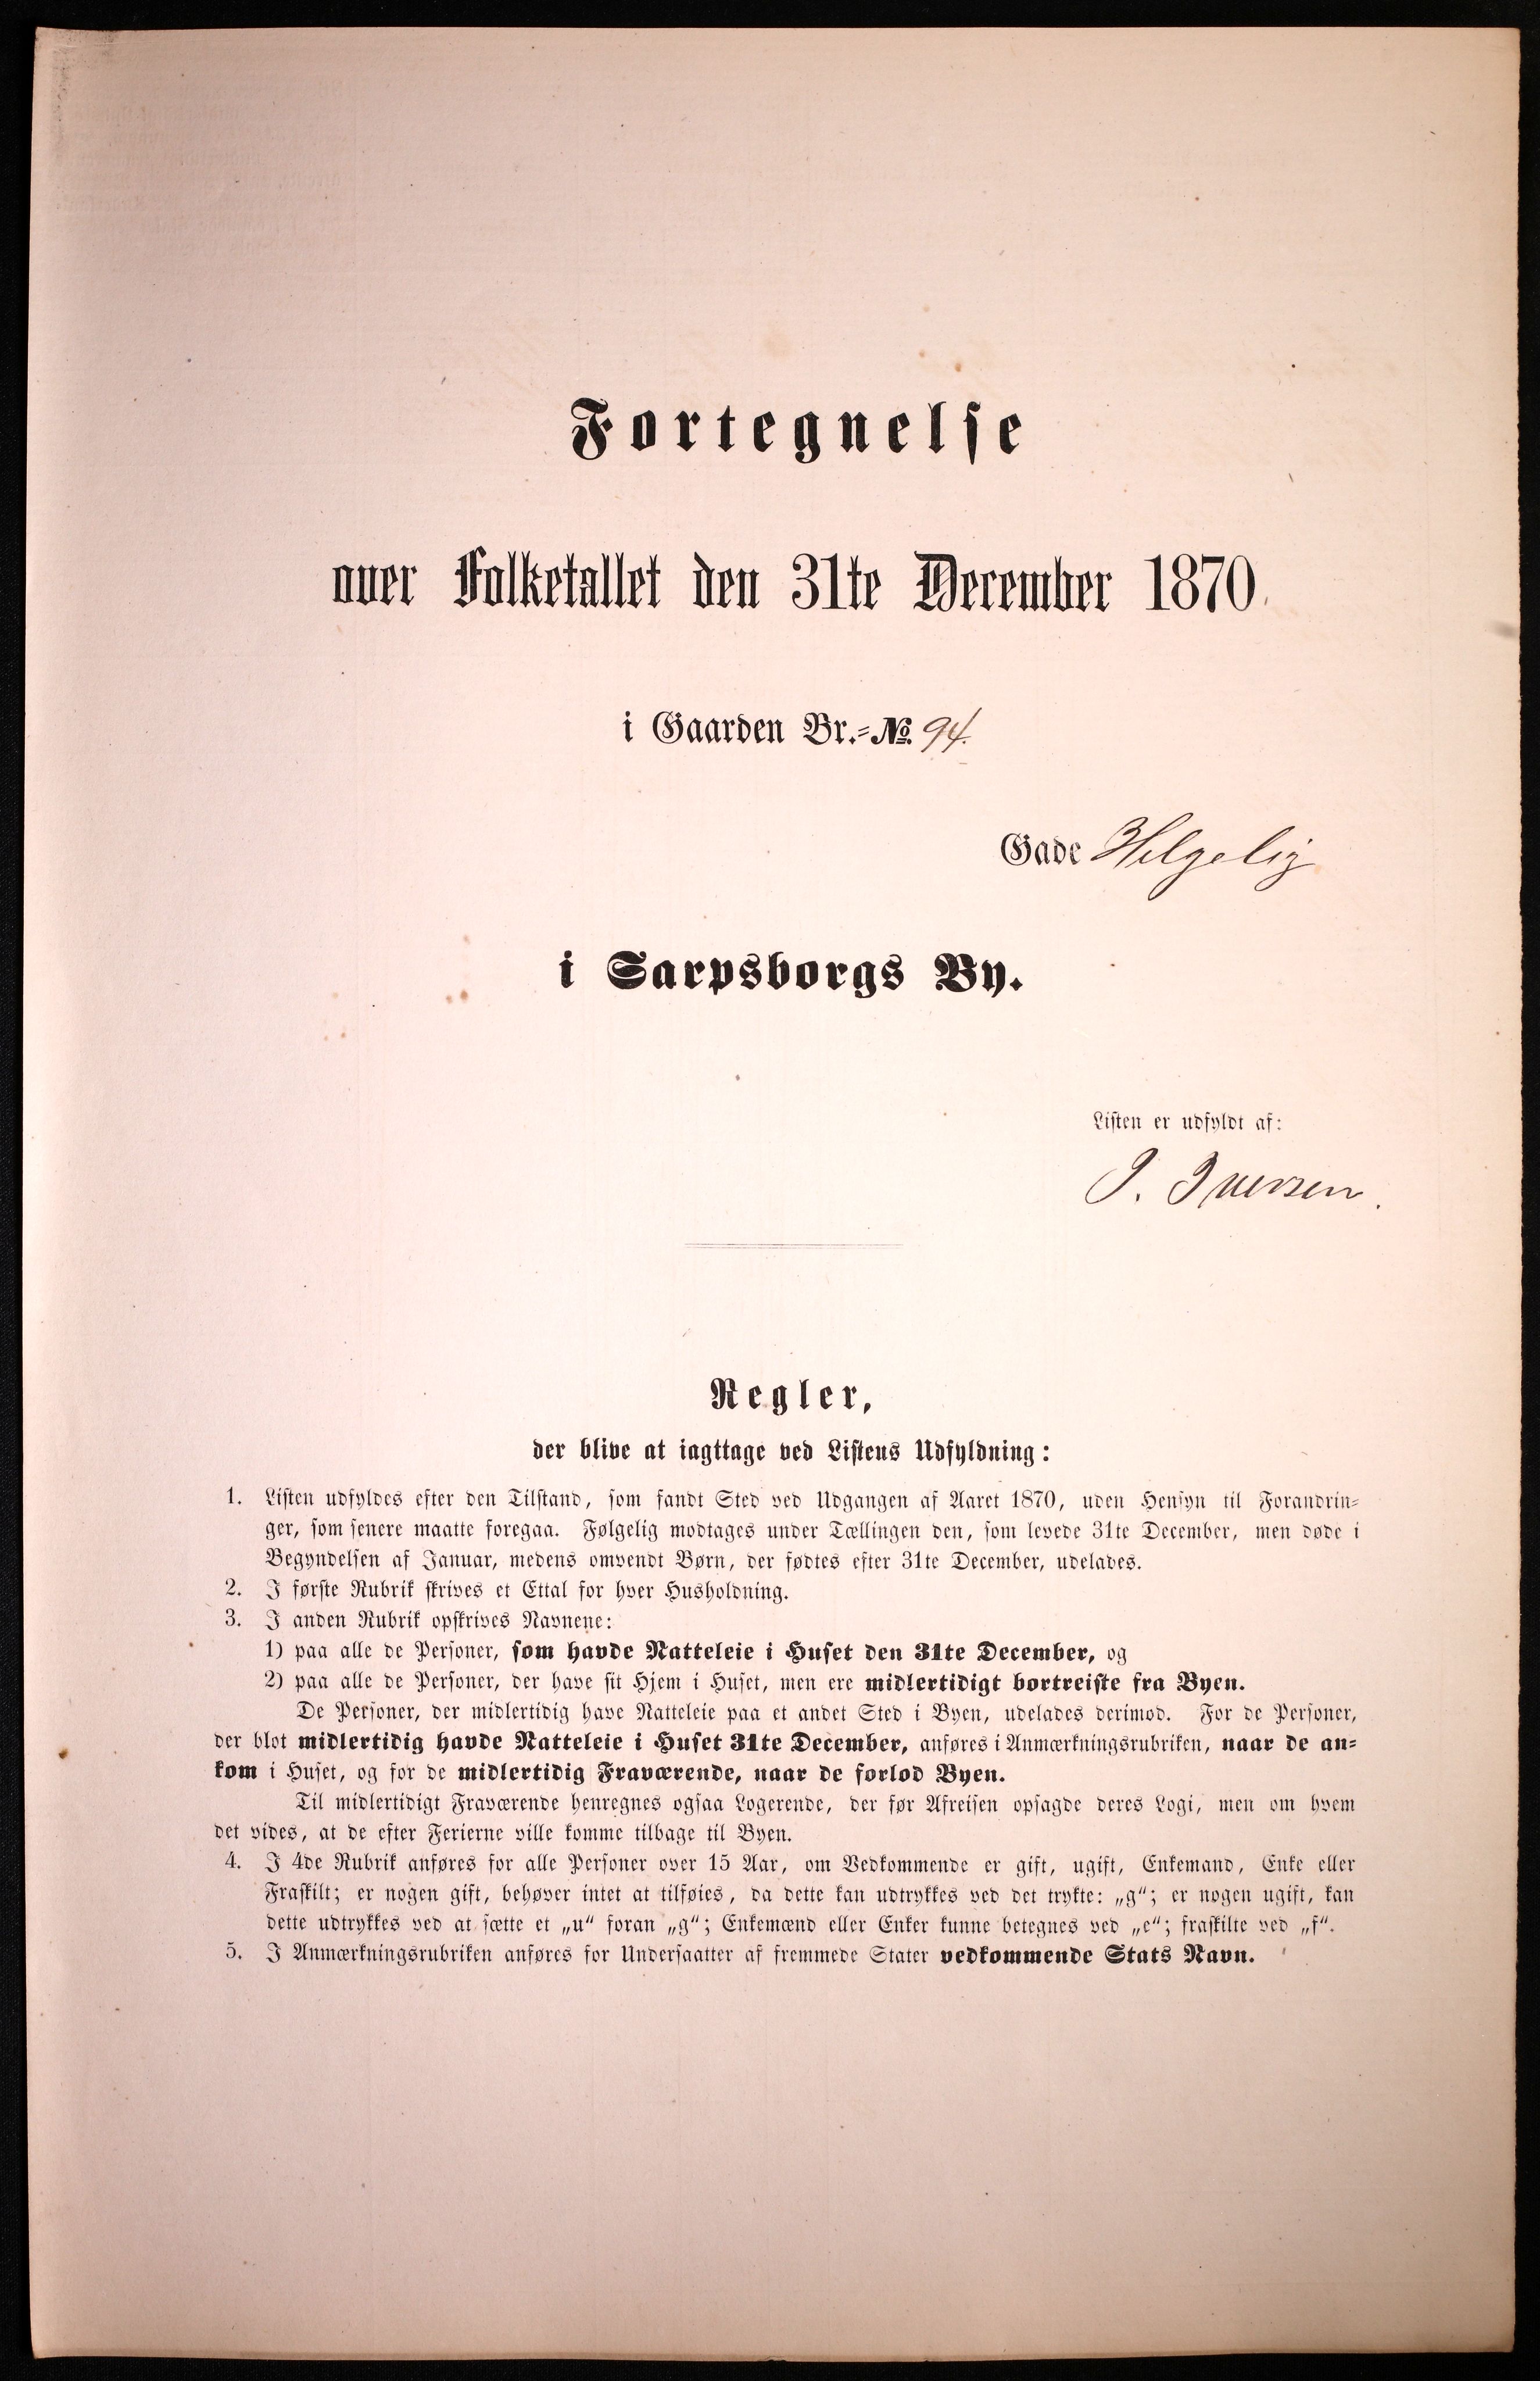 Fortegnelse
over Folketallet den 31te December 1870
i Gaarden Br.=No. 94.
Gade Helgelig
i Sarpsborgs By.
Listen er udfyldt af:
J. Iversen.
Regler,
der blive at iagttage ved Listens Udfyldning:
1. Listen udfyldes efter den Tilstand, som fandt Sted ved Udgangen af Aaret 1870, uden Hensyn til Forandrin=
ger, som senere maatte foregaa. Følgelig modtages under Tællingen den, som levede 31te December, men døde i
Begyndelsen af Januar, medens omvendt Børn, der fødtes efter 31te December, udelades.
2. I første Rubrik skrives et Ettal for hver Husholdning.
3. I anden Rubrik opskrives Navnene:
1) paa alle de Personer, som havde Natteleie i Huset den 31te December, og
2) paa alle de Personer, der have sit Hjem i Huset, men ere midlertidigt bortreiste fra Byen.
De Personer, der midlertidig have Natteleie paa et andet Sted i Byen, udelades derimod. For de Personer,
der blot midlertidig havde Natteleie i Huset 31te December, anføres i Anmærkningsrubriken, naar de an=
kom i Huset, og for de midlertidig Fraværende, naar de forlod Byen.
Til midlertidigt Fraværende henregnes ogsaa Logerende, der før Afreisen opsagde deres Logi, men om hvem
det vides, at de efter Ferierne ville komme tilbage til Byen.
4. I 4de Rubrik anføres for alle Personer over 15 Aar, om Vedkommende er gift, ugift, Enkemand, Enke eller
Fraskilt; er nogen gift, behøver intet at tilføies, da dette kan udtrykkes ved det trykte: „g“; er nogen ugift, kan
dette udtrykkes ved at sætte et „u“ foran „g“; Enkemænd eller Enker kunne betegnes ved „e“; fraskilte ved „f“.
5. I Anmærkningsrubriken anføres for Undersaatter af fremmede Stater vedkommende Stats Navn.